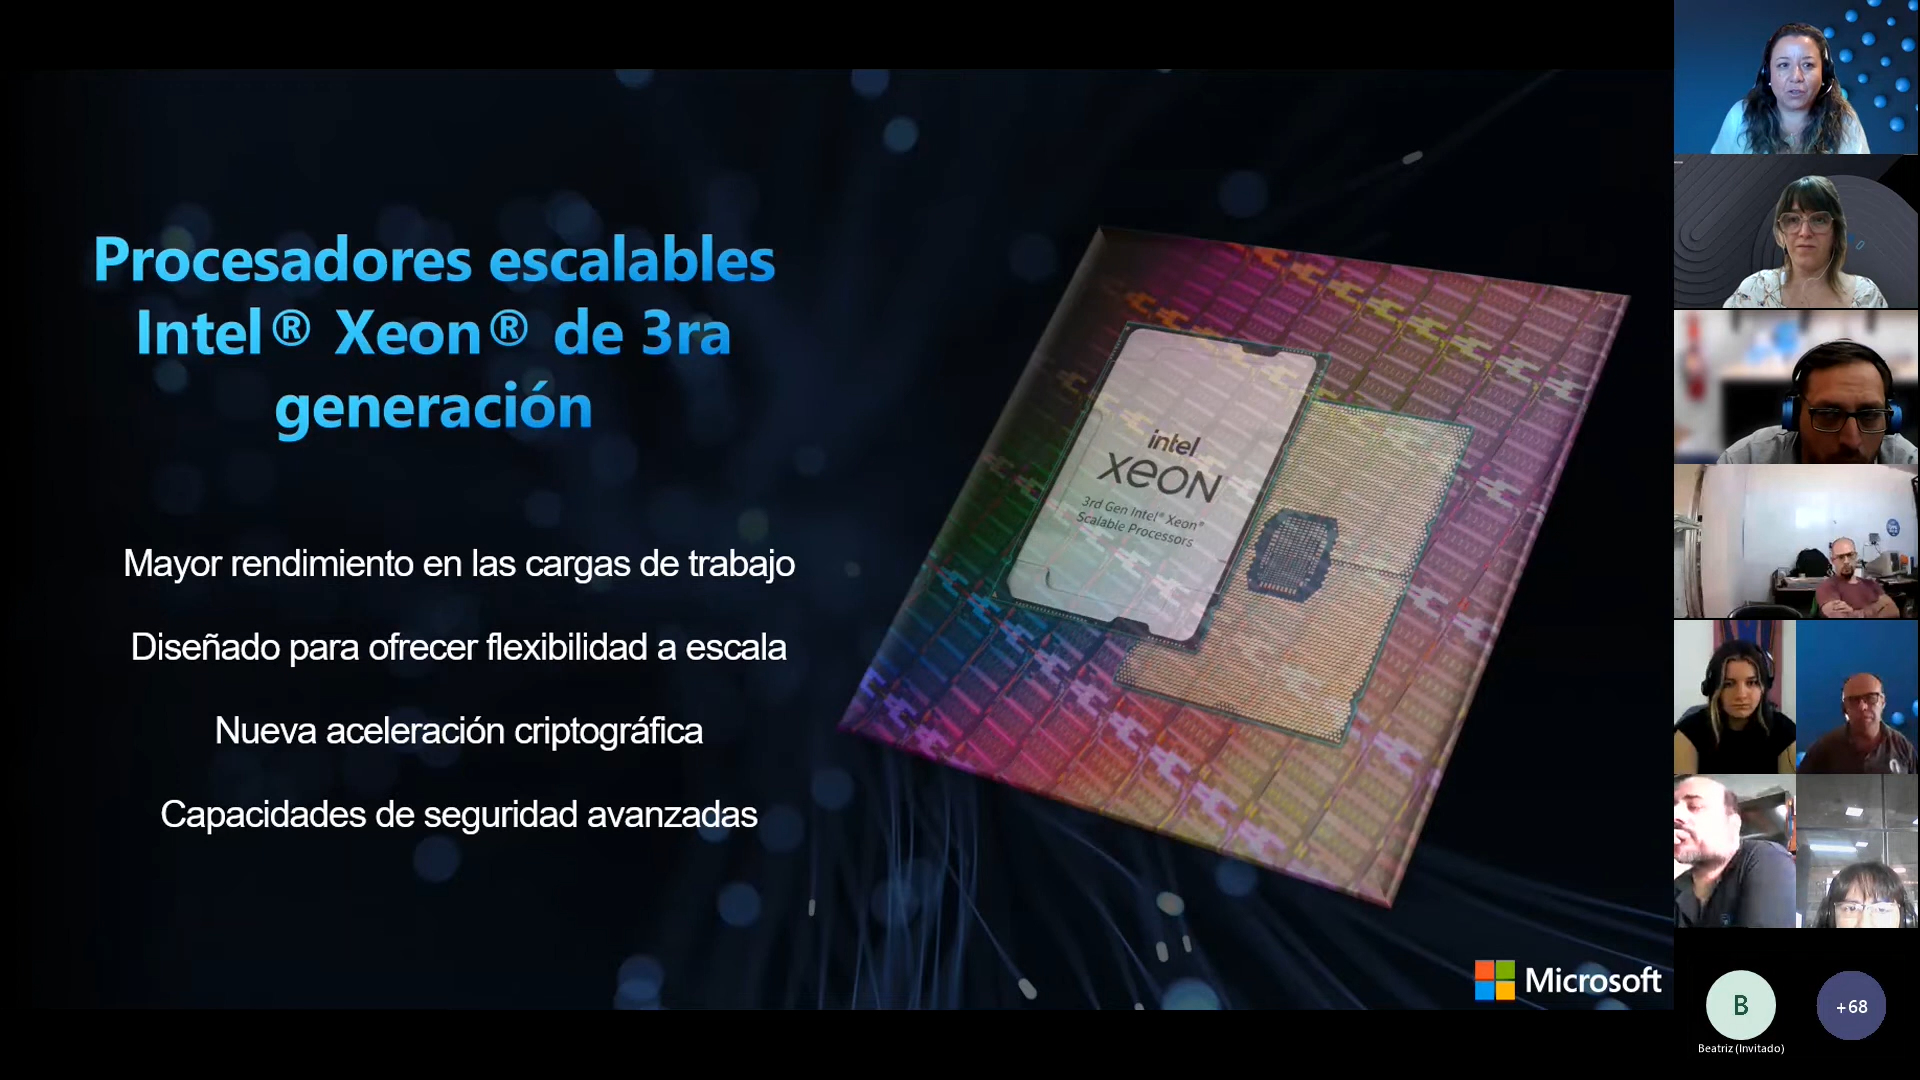 Procesadores escalables
Intel® Xeon® de 3ra
generación
Mayor rendimiento en las cargas de trabajo
Diseñado para ofrecer flexibilidad a escala
Nueva aceleración criptográfica
Capacidades de seguridad avanzadas
intel
xeon
3rd Gen Intel® Xeon®
Scalable Processors
Microsoft
B
+68
Beatriz (Invitado)